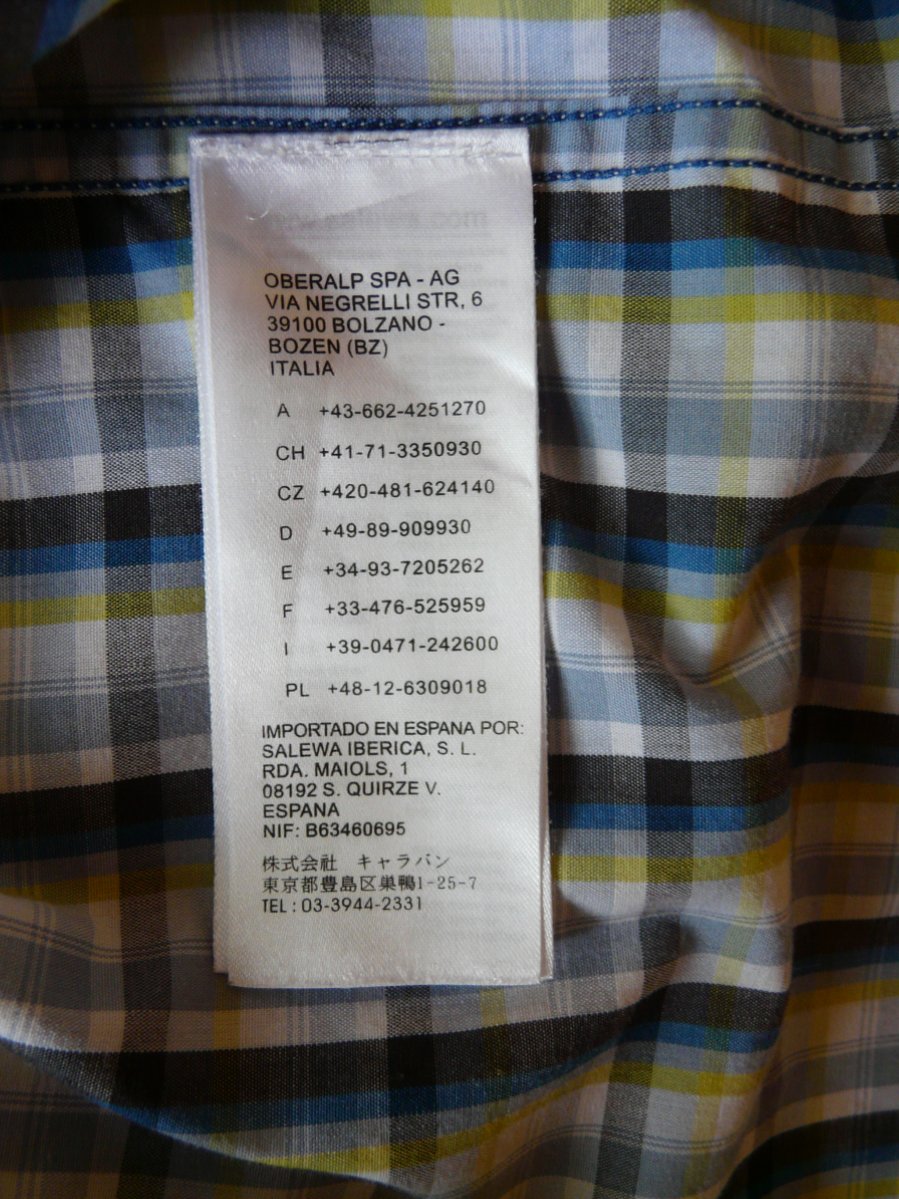 www.salewa.com
OBERALP SPA - AG
VIA NEGRELLI STR, 6
39100 BOLZANO -
BOZEN (BZ)
ITALIA
A +43-662-4251270
CH +41-71-3350930
CZ +420-481-624140
D +49-89-909930
E +34-93-7205262
F +33-476-525959
I +39-0471-242600
PL +48-12-6309018
IMPORTADO EN ESPANA POR:
SALEWA IBERICA, S. L.
RDA. MAIOLS, 1
08192 S. QUIRZE V.
ESPANA
NIF: B63460695
株式会社 キャラバン
東京都豊島区巣鴨1-25-7
TEL : 03-3944-2331